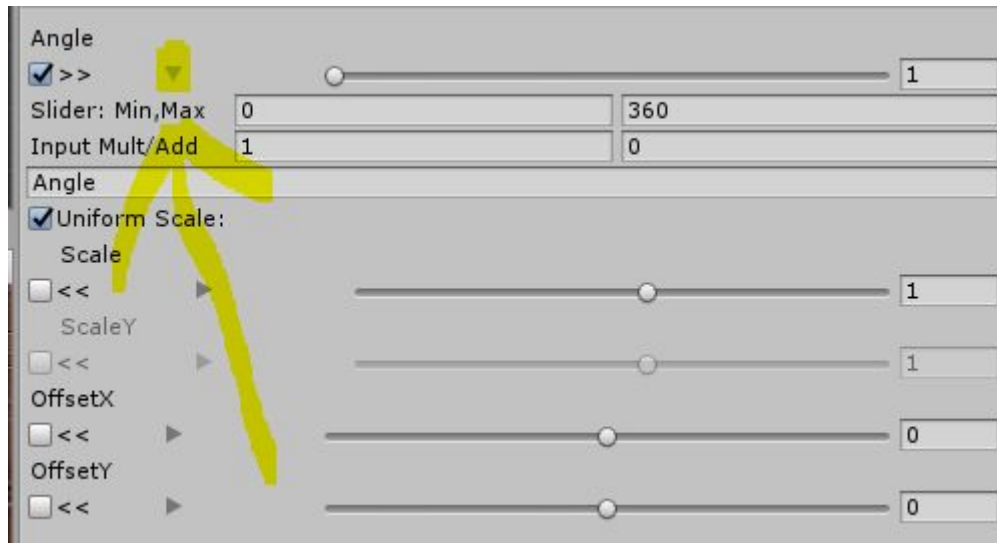 Angle
>> 1
Slider: Min,Max 0 360
Input Mult/Add 1 0
Angle
Uniform Scale:
Scale
<< 1
ScaleY
<< 1
OffsetX
<< 0
OffsetY
<< 0